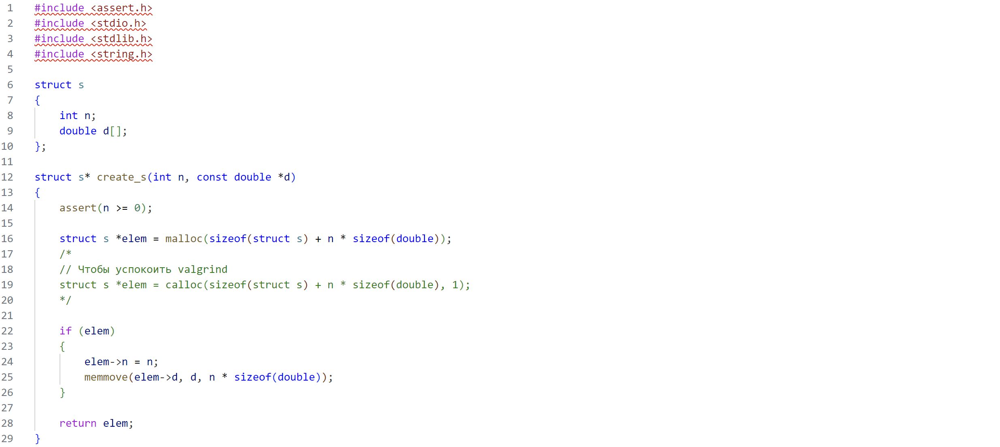 1 #include <assert.h>
2 #include <stdio.h>
3 #include <stdlib.h>
4 #include <string.h>
5
6 struct s
7 {
8     int n;
9     double d[];
10 };
11
12 struct s* create_s(int n, const double *d)
13 {
14     assert(n >= 0);
15
16     struct s *elem = malloc(sizeof(struct s) + n * sizeof(double));
17     /*
18     // Чтобы успокоить valgrind
19     struct s *elem = calloc(sizeof(struct s) + n * sizeof(double), 1);
20     */
21
22     if (elem)
23     {
24         elem->n = n;
25         memmove(elem->d, d, n * sizeof(double));
26     }
27
28     return elem;
29 }